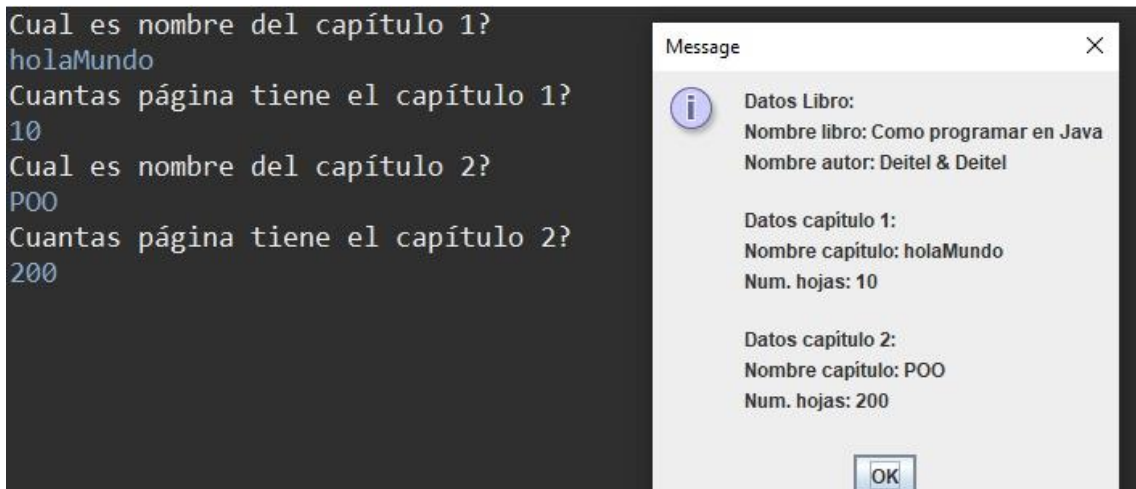 Cual es nombre del capítulo 1?
holaMundo
Cuantas página tiene el capítulo 1?
10
Cual es nombre del capítulo 2?
POO
Cuantas página tiene el capítulo 2?
200
Message
Datos Libro:
Nombre libro: Como programar en Java
Nombre autor: Deitel & Deitel
Datos capitulo 1:
Nombre capítulo: holaMundo
Num. hojas: 10
Datos capitulo 2:
Nombre capítulo: POO
Num. hojas: 200
OK